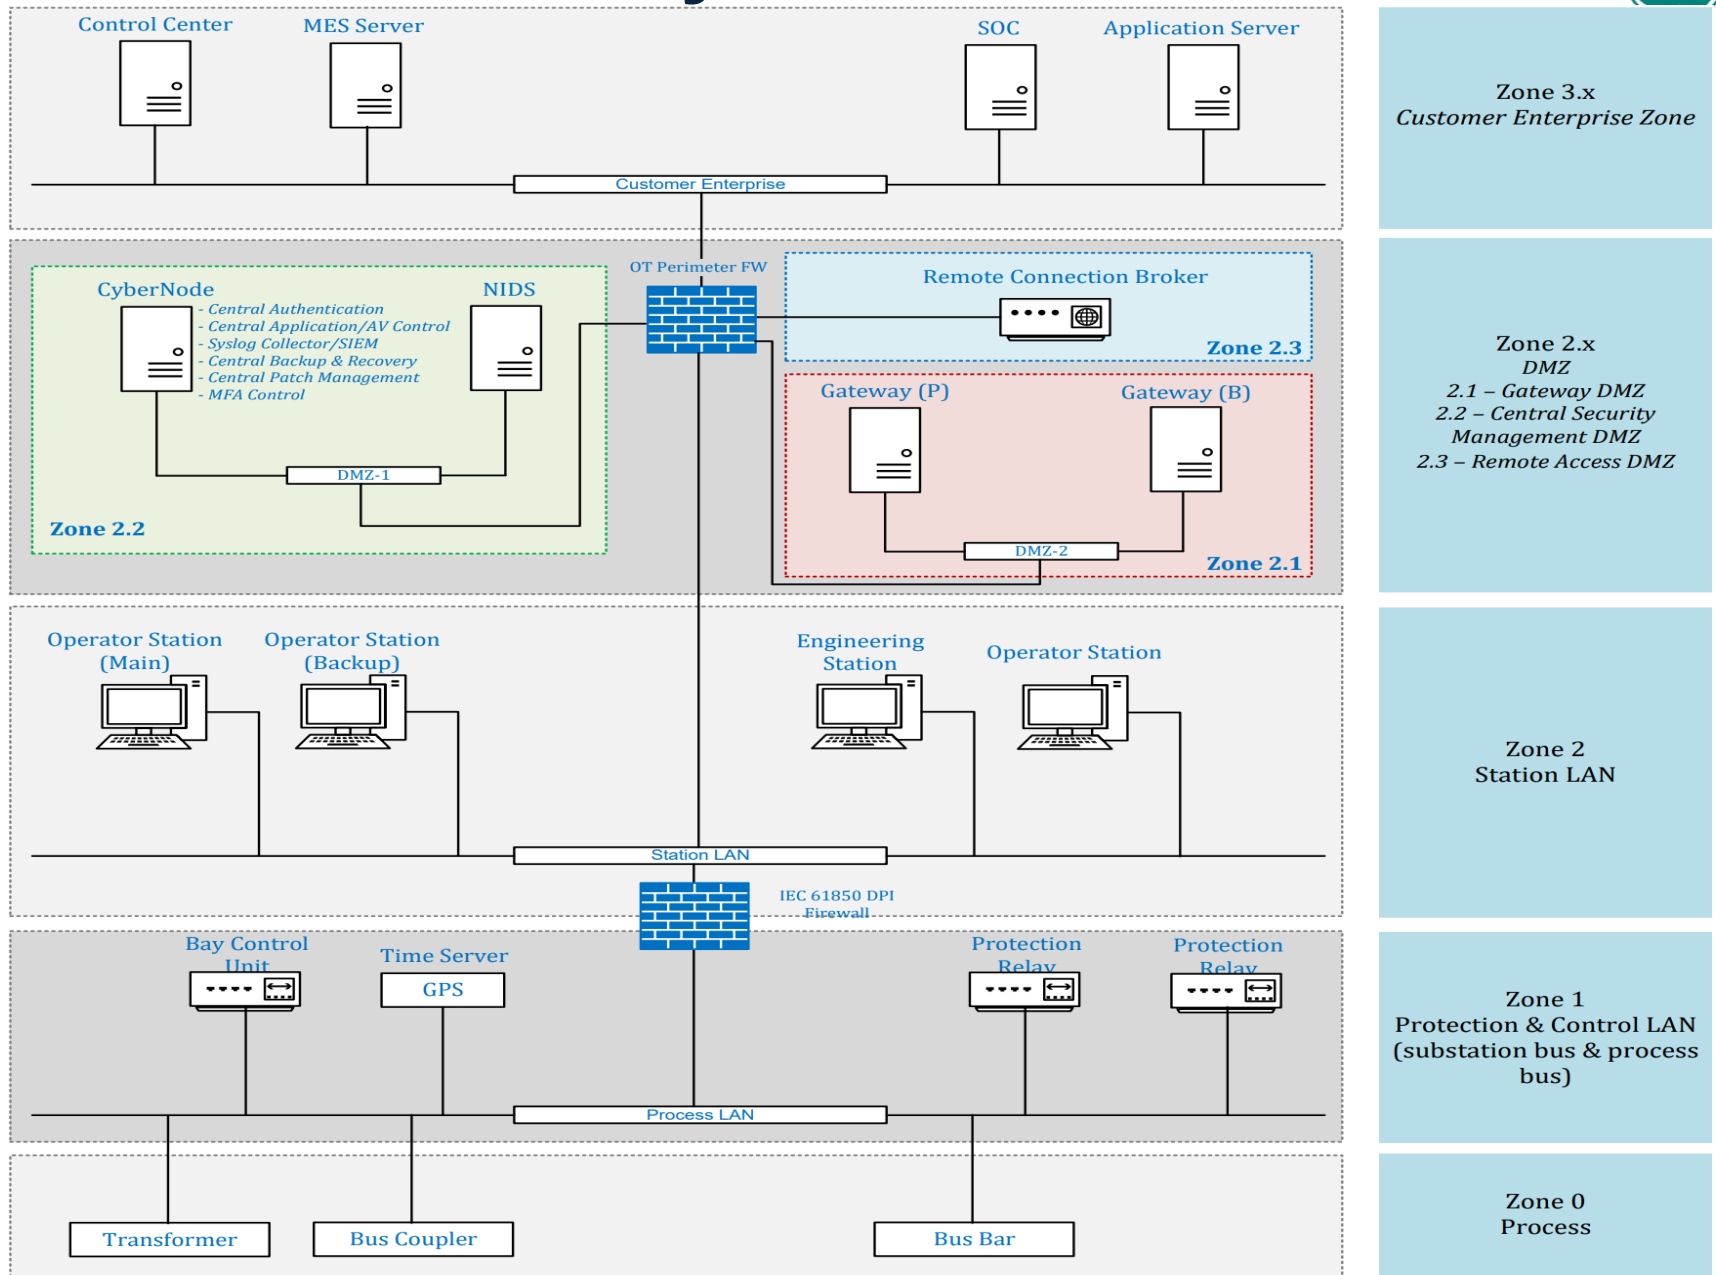 Control Center
MES Server
SOC
Application Server
Customer Enterprise
Zone 3.x
Customer Enterprise Zone
OT Perimeter FW
CyberNode
- Central Authentication
- Central Application/AV Control
- Syslog Collector/SIEM
- Central Backup & Recovery
- Central Patch Management
- MFA Control
NIDS
DMZ-1
Zone 2.2
Remote Connection Broker
Zone 2.3
Gateway (P)
Gateway (B)
DMZ-2
Zone 2.1
Zone 2.x
DMZ
2.1 – Gateway DMZ
2.2 – Central Security
Management DMZ
2.3 – Remote Access DMZ
Operator Station
(Main)
Operator Station
(Backup)
Engineering
Station
Operator Station
Station LAN
Zone 2
Station LAN
IEC 61850 DPI
Firewall
Bay Control
Unit
Time Server
GPS
Protection
Relay
Protection
Relay
Process LAN
Zone 1
Protection & Control LAN
(substation bus & process
bus)
Transformer
Bus Coupler
Bus Bar
Zone 0
Process